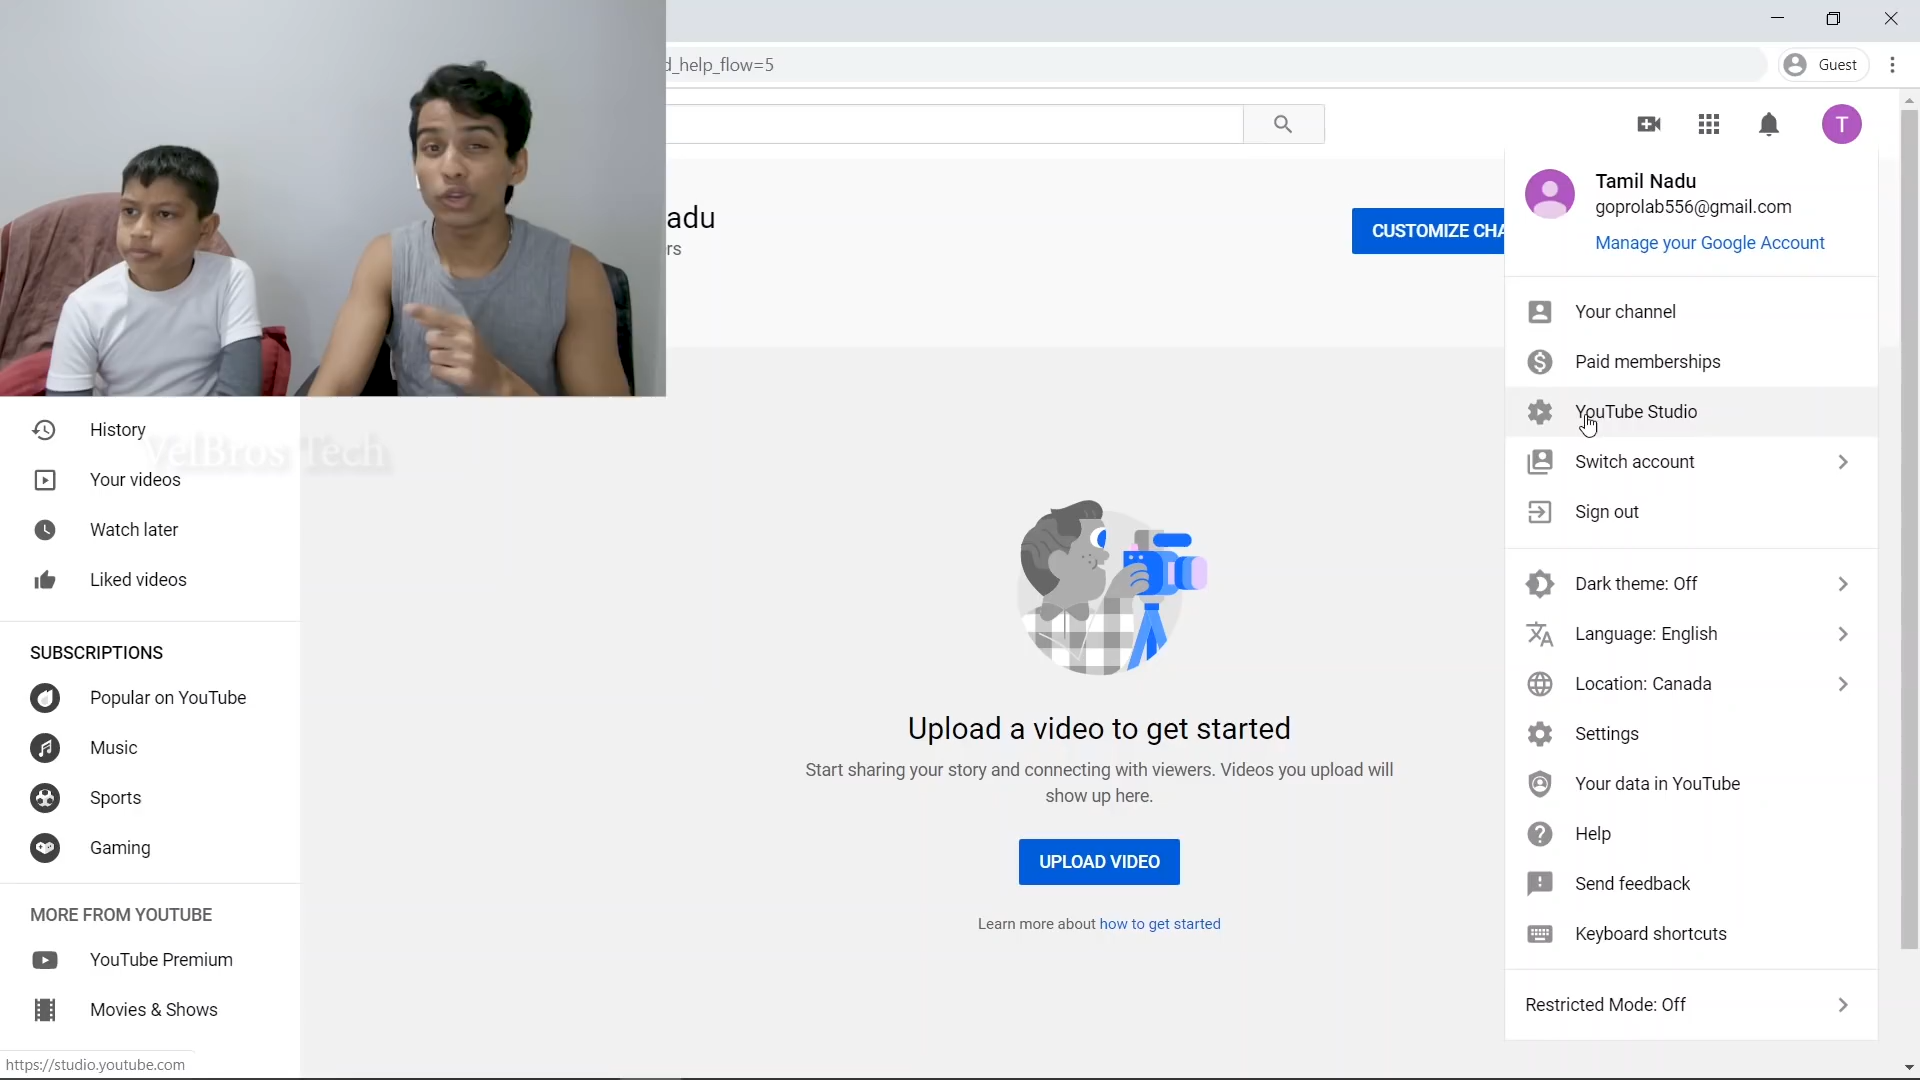 d_help_flow=5
Guest
T
Tamil Nadu
goprolab556@gmail.com
Manage your Google Account
adu
rs
CUSTOMIZE CHA
Your channel
Paid memberships
YouTube Studio
Switch account
Sign out
Dark theme: Off
Language: English
Location: Canada
Settings
Your data in YouTube
Help
Send feedback
Keyboard shortcuts
Restricted Mode: Off
History
VelBros Tech
Your videos
Watch later
Liked videos
SUBSCRIPTIONS
Popular on YouTube
Music
Sports
Gaming
MORE FROM YOUTUBE
YouTube Premium
Movies & Shows
https://studio.youtube.com
Upload a video to get started
Start sharing your story and connecting with viewers. Videos you upload will
show up here.
UPLOAD VIDEO
Learn more about how to get started